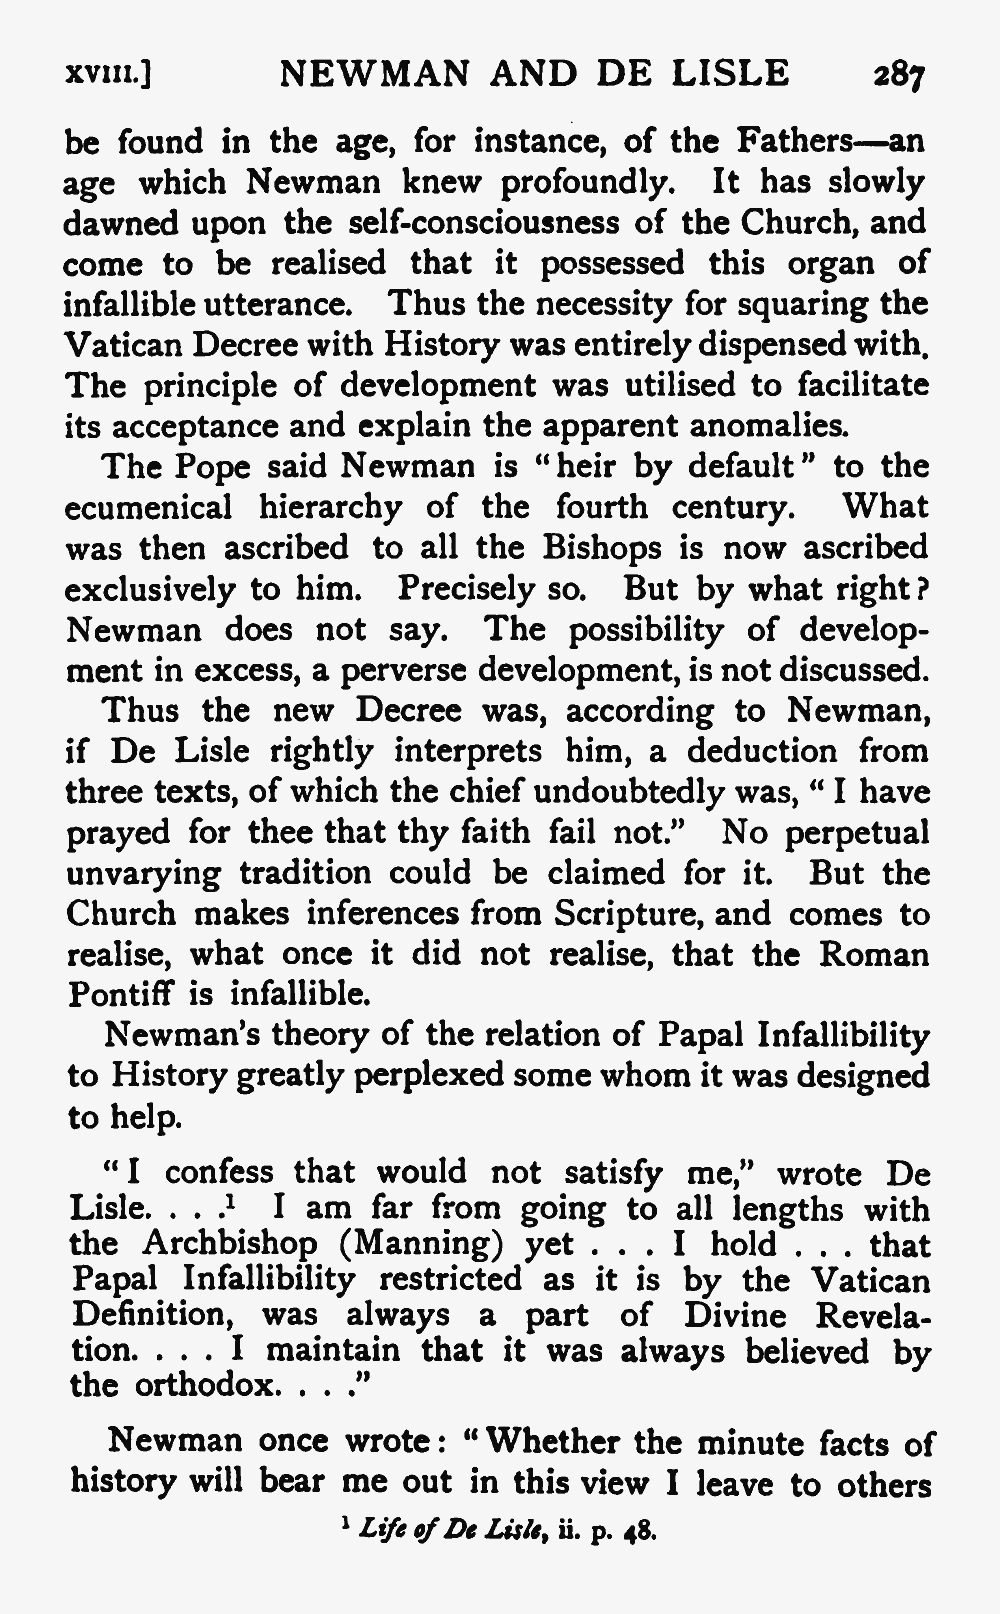 XVIII.] NEWMAN AND DE LISLE 287
be found in the age, for instance, of the Fathers—an
age which Newman knew profoundly. It has slowly
dawned upon the self-consciousness of the Church, and
come to be realised that it possessed this organ of
infallible utterance. Thus the necessity for squaring the
Vatican Decree with History was entirely dispensed with.
The principle of development was utilised to facilitate
its acceptance and explain the apparent anomalies.
The Pope said Newman is “heir by default” to the
ecumenical hierarchy of the fourth century. What
was then ascribed to all the Bishops is now ascribed
exclusively to him. Precisely so. But by what right?
Newman does not say. The possibility of develop-
ment in excess, a perverse development, is not discussed.
Thus the new Decree was, according to Newman,
if De Lisle rightly interprets him, a deduction from
three texts, of which the chief undoubtedly was, “I have
prayed for thee that thy faith fail not.” No perpetual
unvarying tradition could be claimed for it. But the
Church makes inferences from Scripture, and comes to
realise, what once it did not realise, that the Roman
Pontiff is infallible.
Newman’s theory of the relation of Papal Infallibility
to History greatly perplexed some whom it was designed
to help.
“I confess that would not satisfy me,” wrote De
Lisle. . . .¹ I am far from going to all lengths with
the Archbishop (Manning) yet . . . I hold . . . that
Papal Infallibility restricted as it is by the Vatican
Definition, was always a part of Divine Revela-
tion. . . . I maintain that it was always believed by
the orthodox. . . .”
Newman once wrote: “Whether the minute facts of
history will bear me out in this view I leave to others
¹ Life of De Lisle, ii. p. 48.